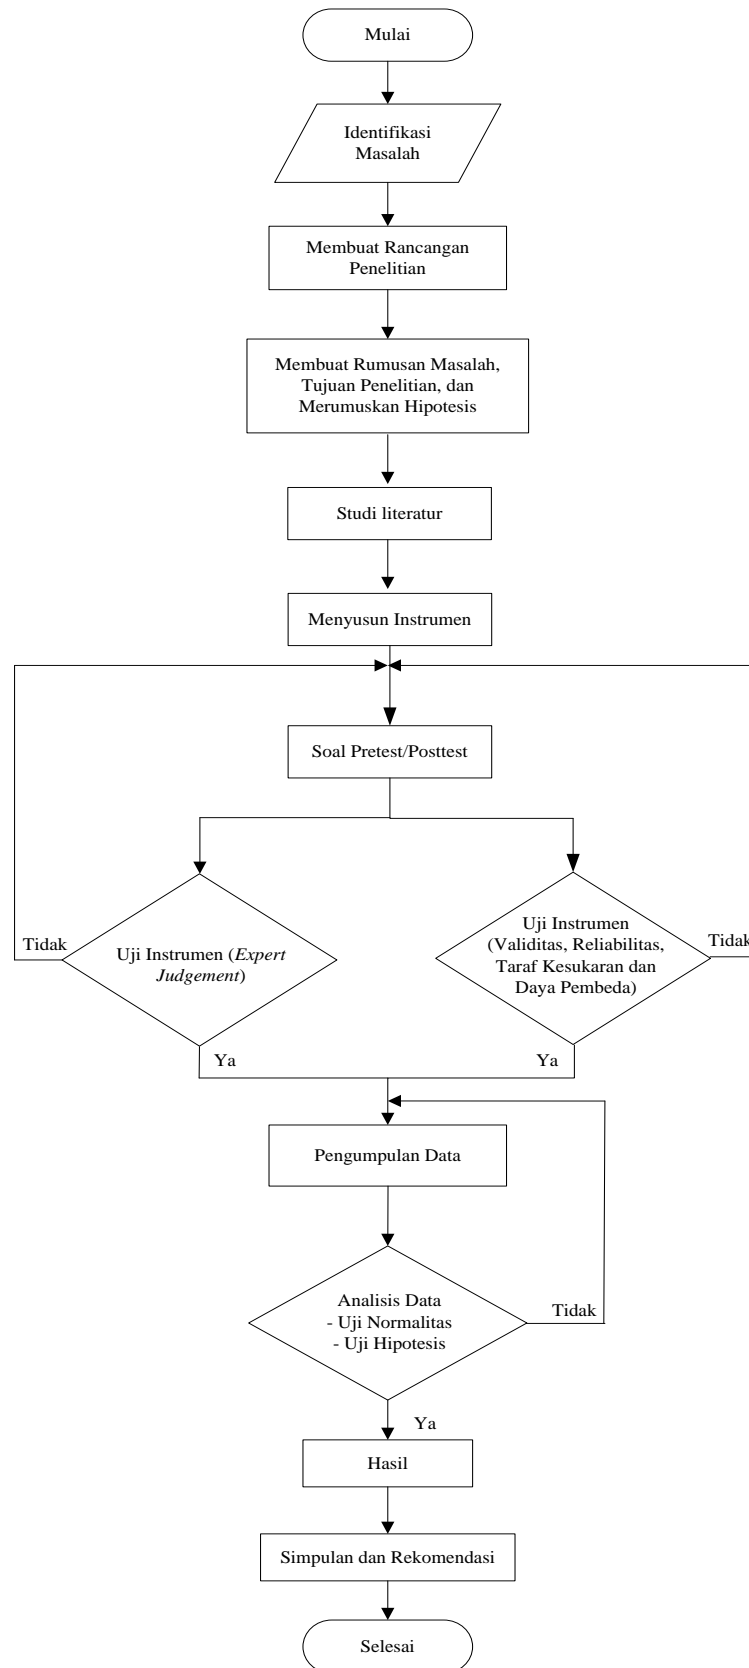 Mulai
Identifikasi
Masalah
Membuat Rancangan
Penelitian
Membuat Rumusan Masalah,
Tujuan Penelitian, dan
Merumuskan Hipotesis
Studi literatur
Menyusun Instrumen
Soal Pretest/Posttest
Tidak
Uji Instrumen (Expert
Judgement)
Uji Instrumen
(Validitas, Reliabilitas,
Taraf Kesukaran dan
Daya Pembeda)
Tidak
Ya
Ya
Pengumpulan Data
Analisis Data
- Uji Normalitas
- Uji Hipotesis
Tidak
Ya
Hasil
Simpulan dan Rekomendasi
Selesai